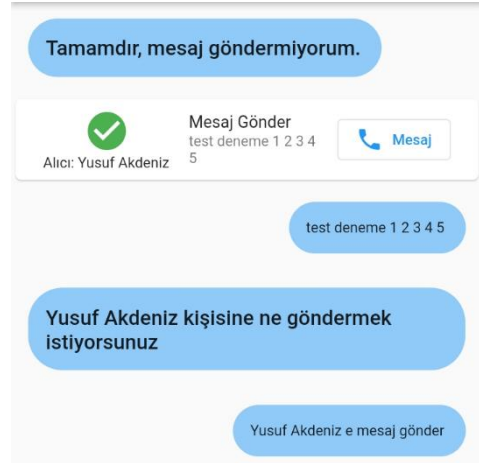 Tamamdır, mesaj göndermiyorum.
Mesaj Gönder
test deneme 1 2 3 4
5
Alıcı: Yusuf Akdeniz
Mesaj
test deneme 1 2 3 4 5
Yusuf Akdeniz kişisine ne göndermek
istiyorsunuz
Yusuf Akdeniz e mesaj gönder